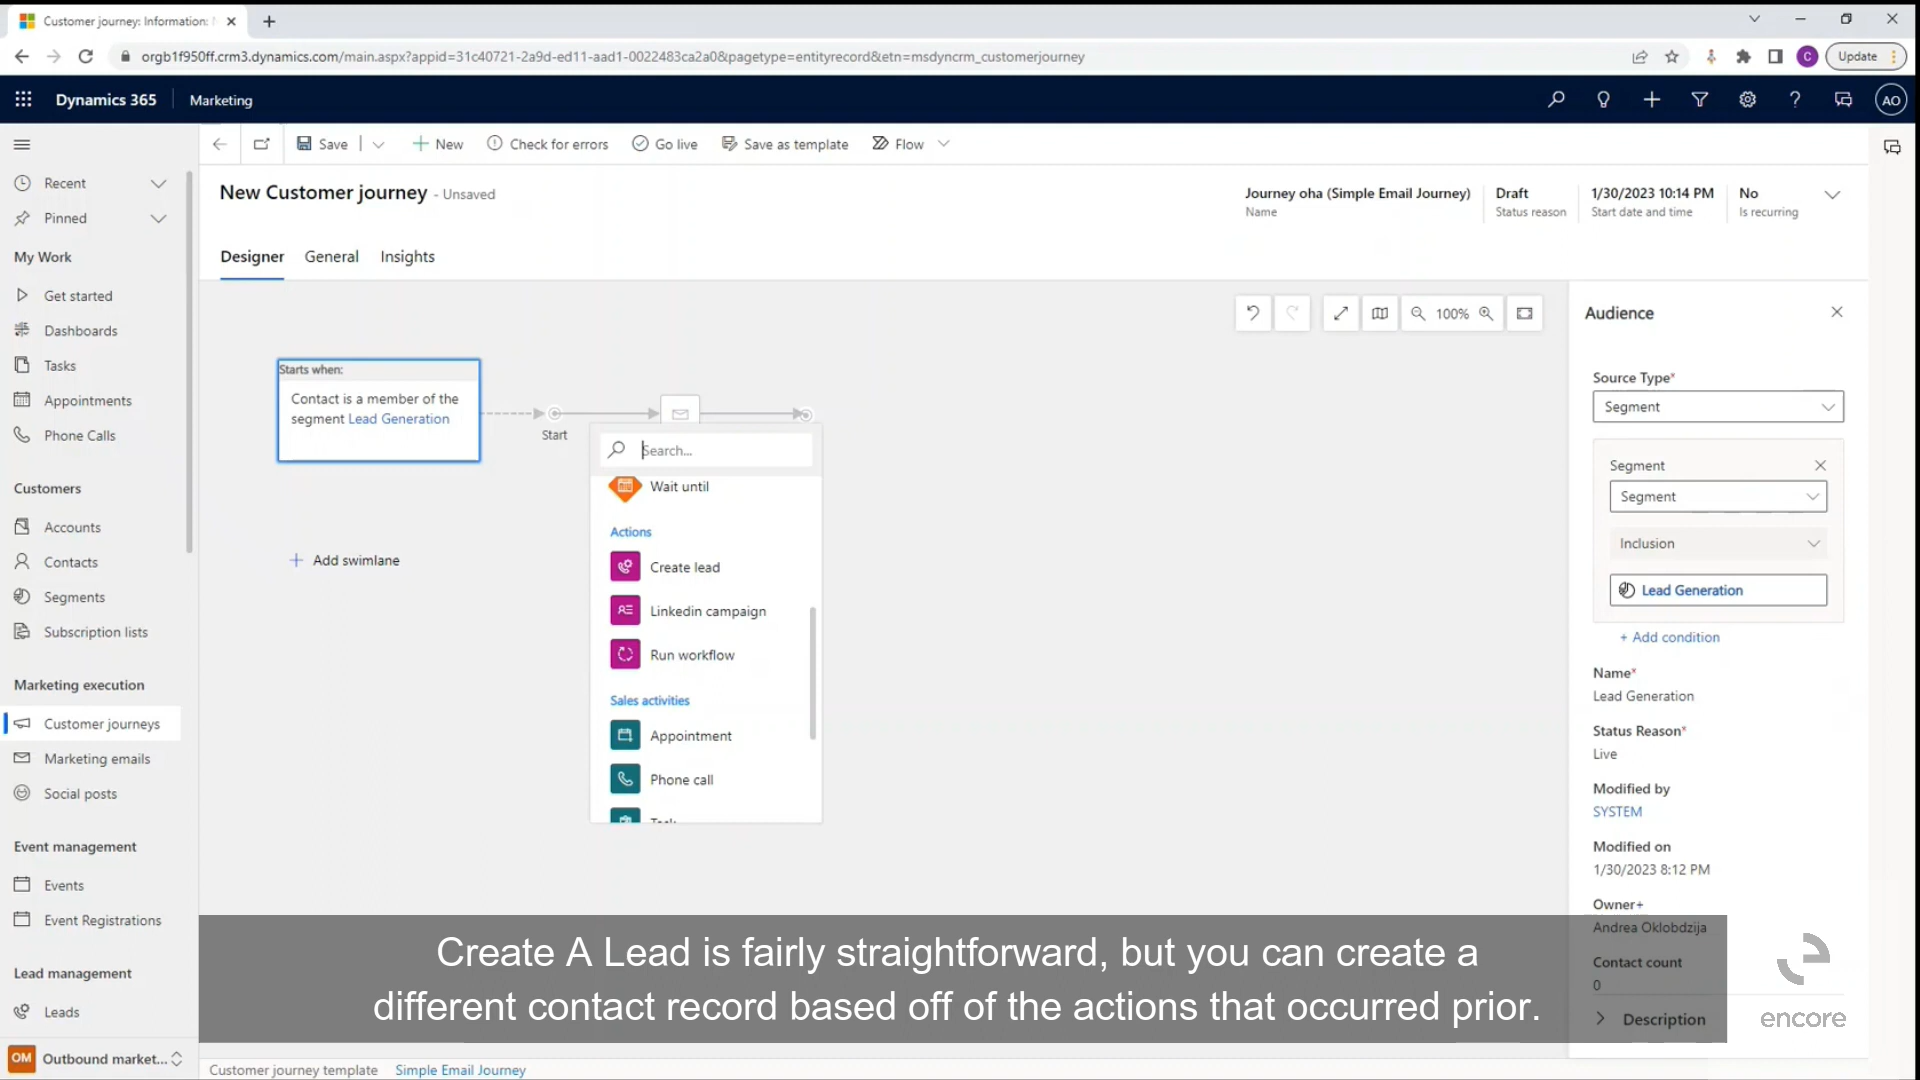 Customer journey: Information:
orgb1f950ff.crm3.dynamics.com/main.aspx?appid=31c40721-2a9d-ed11-aad1-0022483ca2a0&pagetype=entityrecord&etn=msdyncrm_customerjourney
C
Update
Dynamics 365
Marketing
AO
Save
New
Check for errors
Go live
Save as template
Flow
Recent
Pinned
My Work
Get started
Dashboards
Tasks
Appointments
Phone Calls
Customers
Accounts
Contacts
Segments
Subscription lists
Marketing execution
Customer journeys
Marketing emails
Social posts
Event management
Events
Event Registrations
Lead management
Leads
OM Outbound market...
New Customer journey - Unsaved
Journey oha (Simple Email Journey)
Name
Draft
Status reason
1/30/2023 10:14 PM
Start date and time
No
Is recurring
Designer
General
Insights
100%
Starts when:
Contact is a member of the
segment Lead Generation
Start
Add swimlane
Search...
Wait until
Actions
Create lead
Linkedin campaign
Run workflow
Sales activities
Appointment
Phone call
Task
Audience
Source Type*
Segment
Segment
Segment
Inclusion
Lead Generation
+ Add condition
Name*
Lead Generation
Status Reason*
Live
Modified by
SYSTEM
Modified on
1/30/2023 8:12 PM
Owner+
Andrea Oklobdzija
Contact count
0
Description
Create A Lead is fairly straightforward, but you can create a
different contact record based off of the actions that occurred prior.
encore
Customer journey template
Simple Email Journey